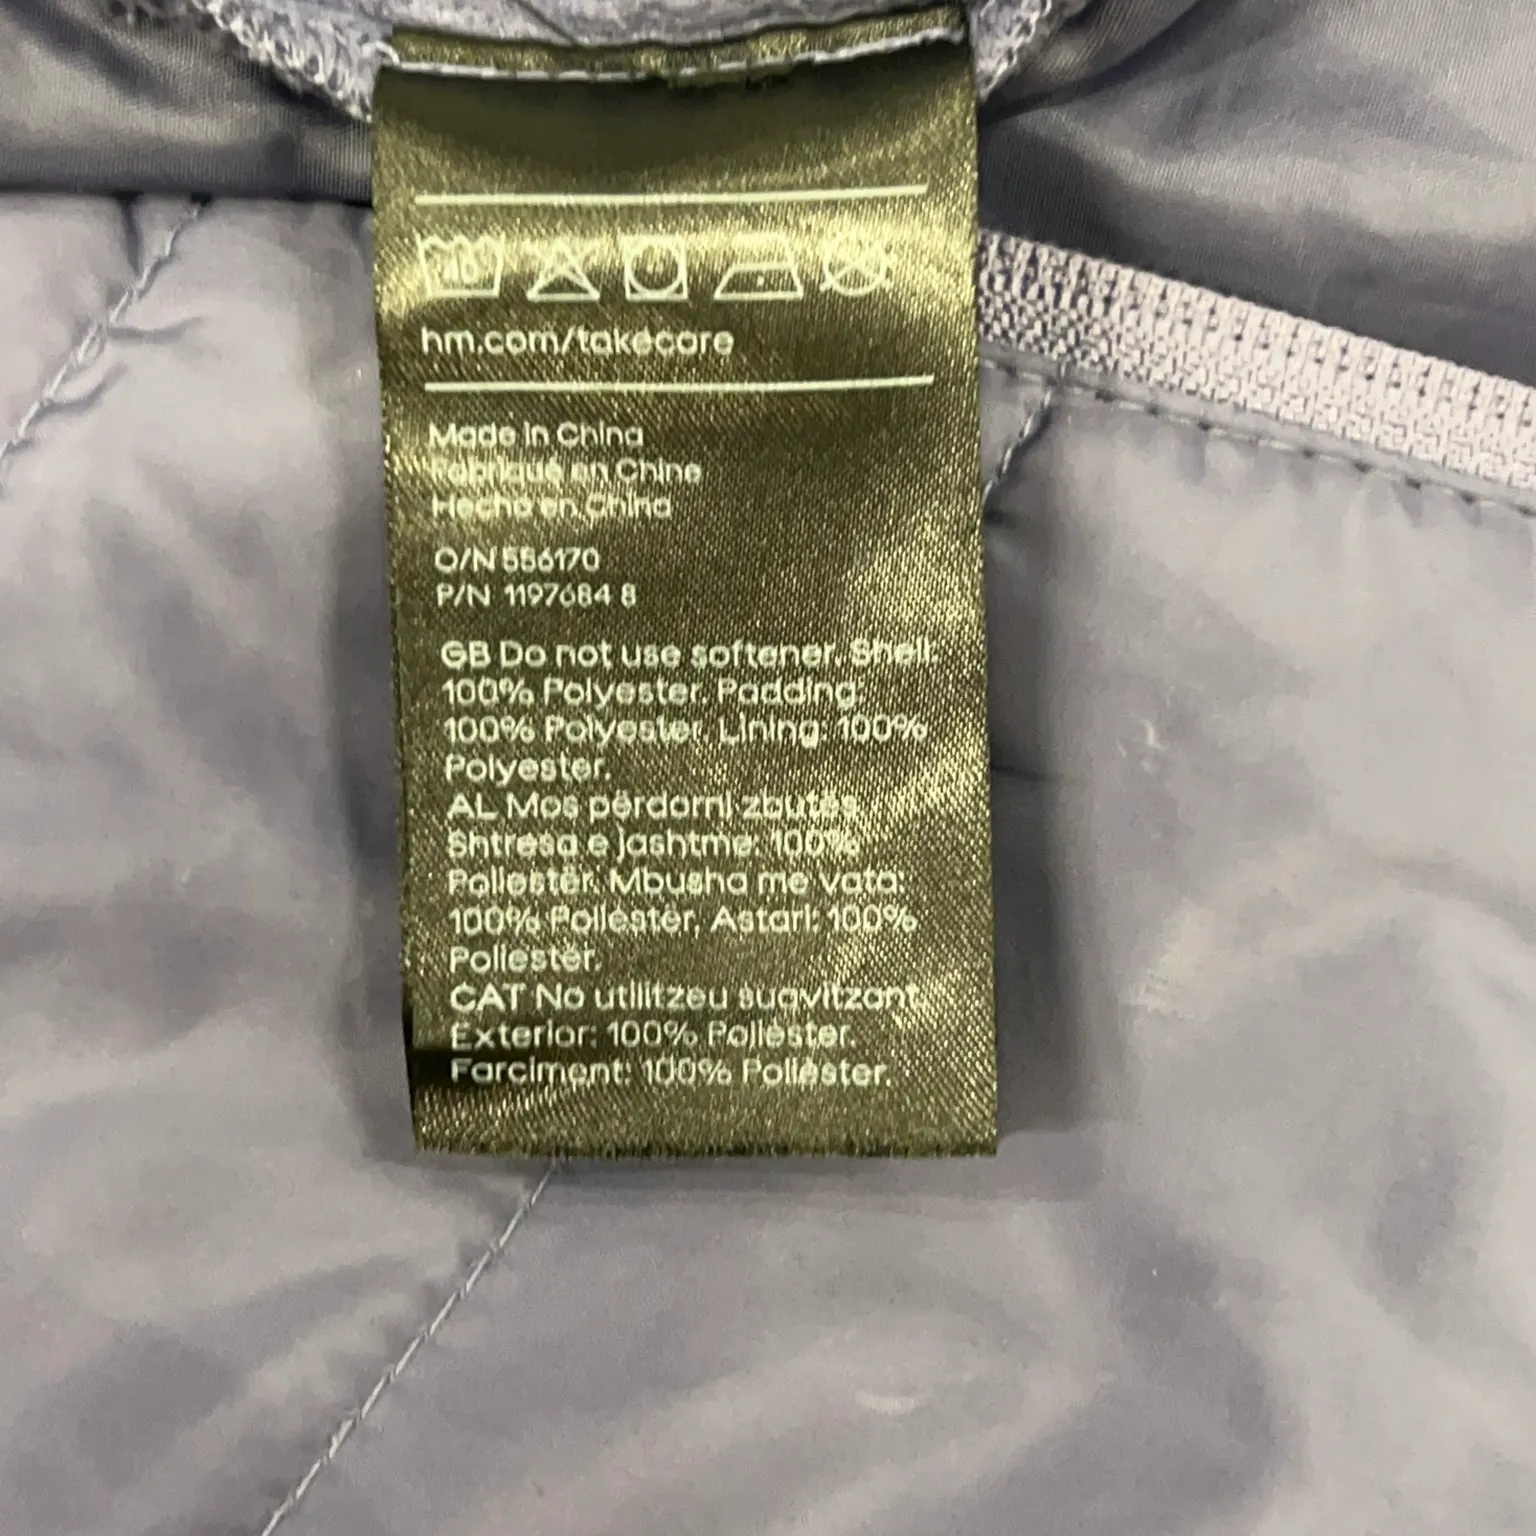 40
hm.com/takecare
Made in China
Fabriqué en Chine
Hecho en China
O/N 556170
P/N 1197684 8
GB Do not use softener. Shell:
100% Polyester. Padding:
100% Polyester. Lining: 100%
Polyester.
AL Mos përdorni zbutës.
Shtresa e jashtme: 100%
Poliestër. Mbusha me vata:
100% Poliestër. Astari: 100%
Poliestër.
CAT No utilitzeu suavitzant.
Exterior: 100% Polièster.
Farciment: 100% Polièster.